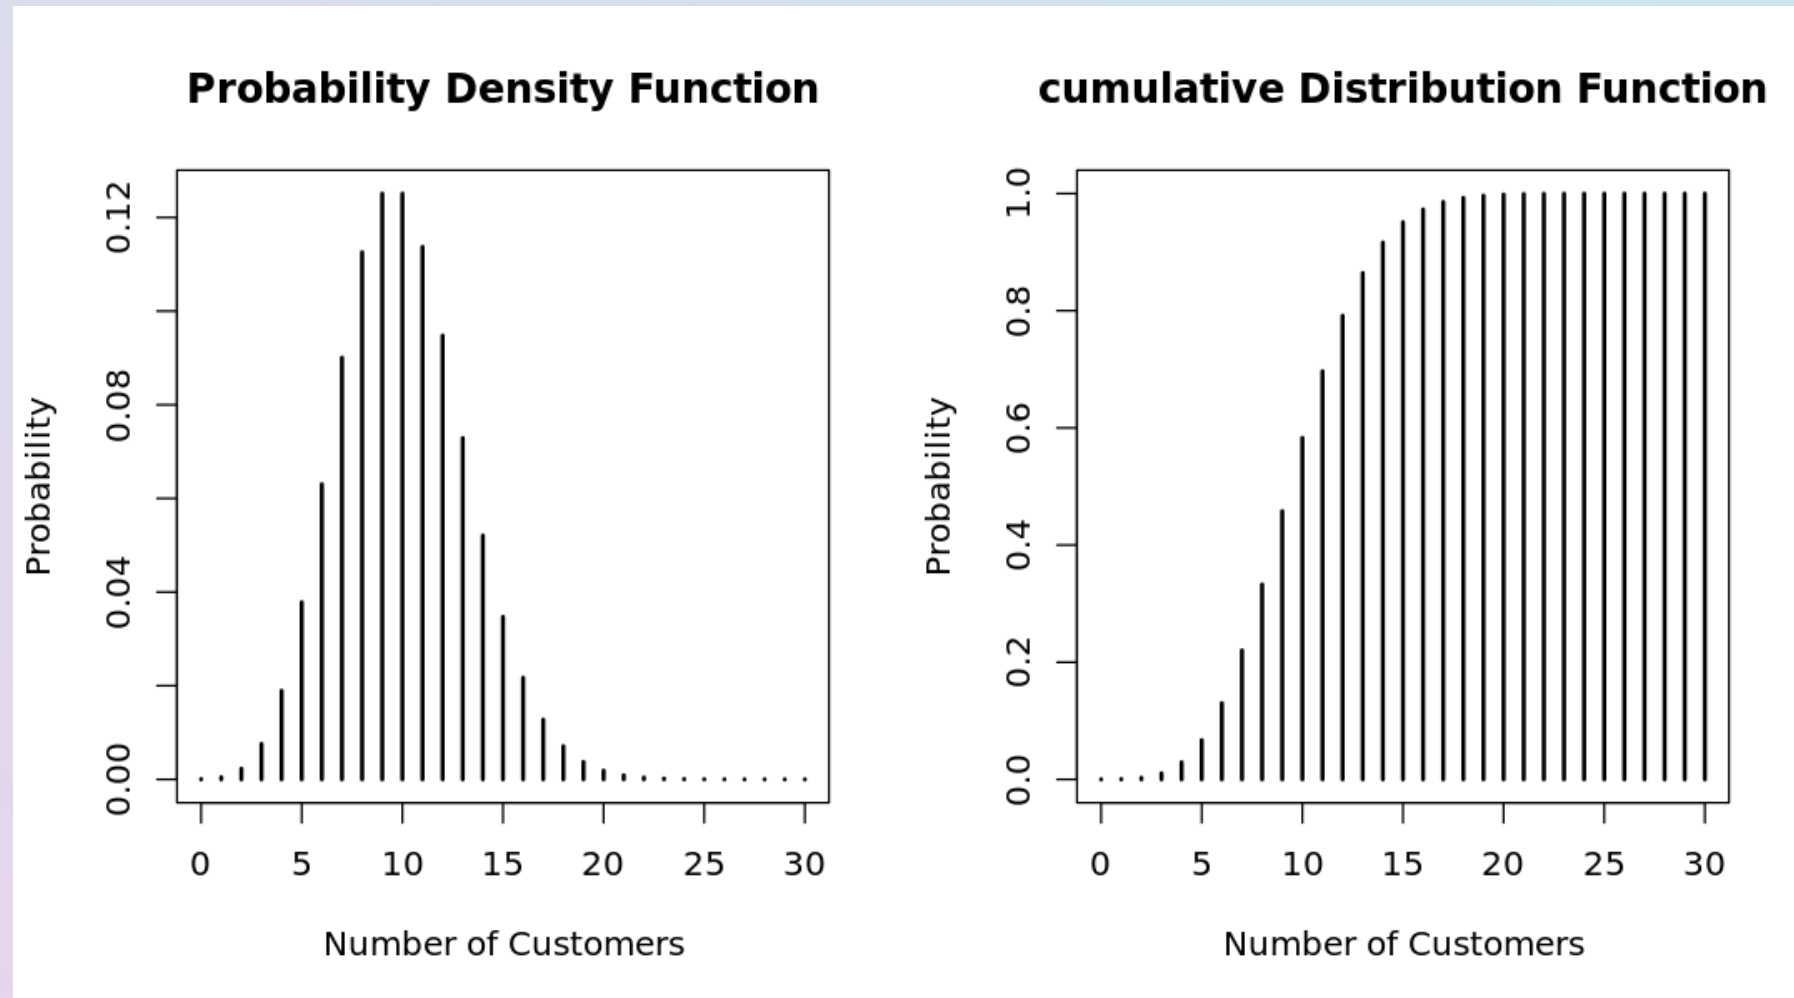 Probability Density Function
Probability
0.12
0.08
0.04
0.00
0 5 10 15 20 25 30
Number of Customers
cumulative Distribution Function
Probability
1.0
0.8
0.6
0.4
0.2
0.0
0 5 10 15 20 25 30
Number of Customers